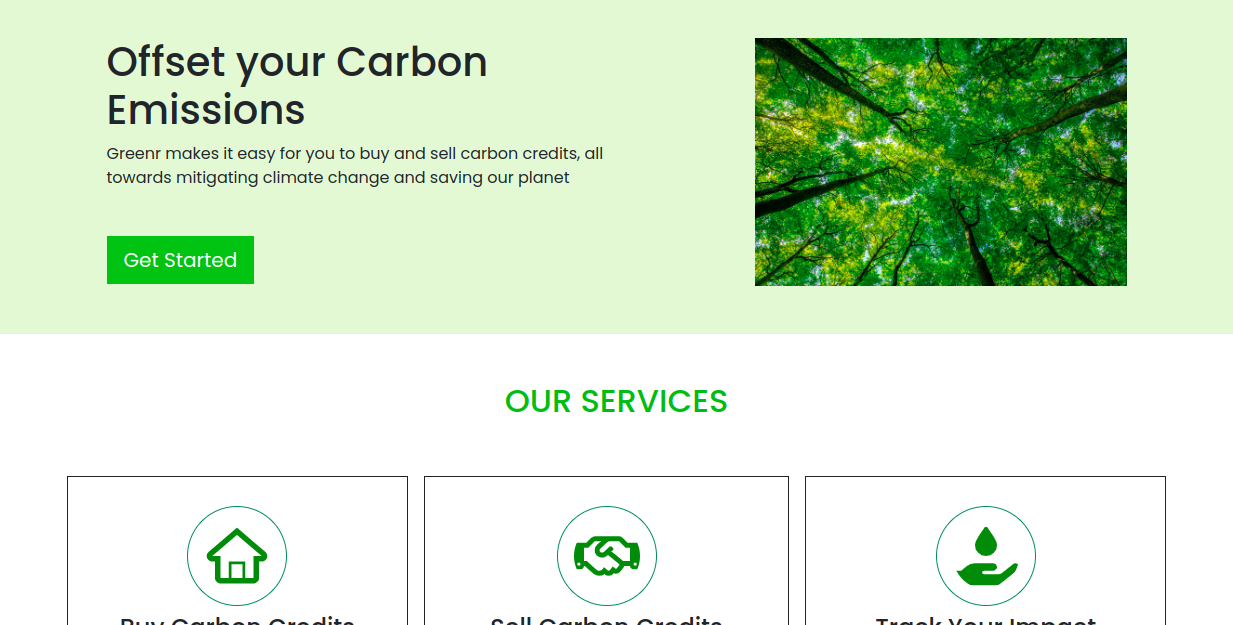 Offset your Carbon
Emissions
Greenr makes it easy for you to buy and sell carbon credits, all
towards mitigating climate change and saving our planet
Get Started
OUR SERVICES
Buy Carbon Credits
Sell Carbon Credits
Track Your Impact